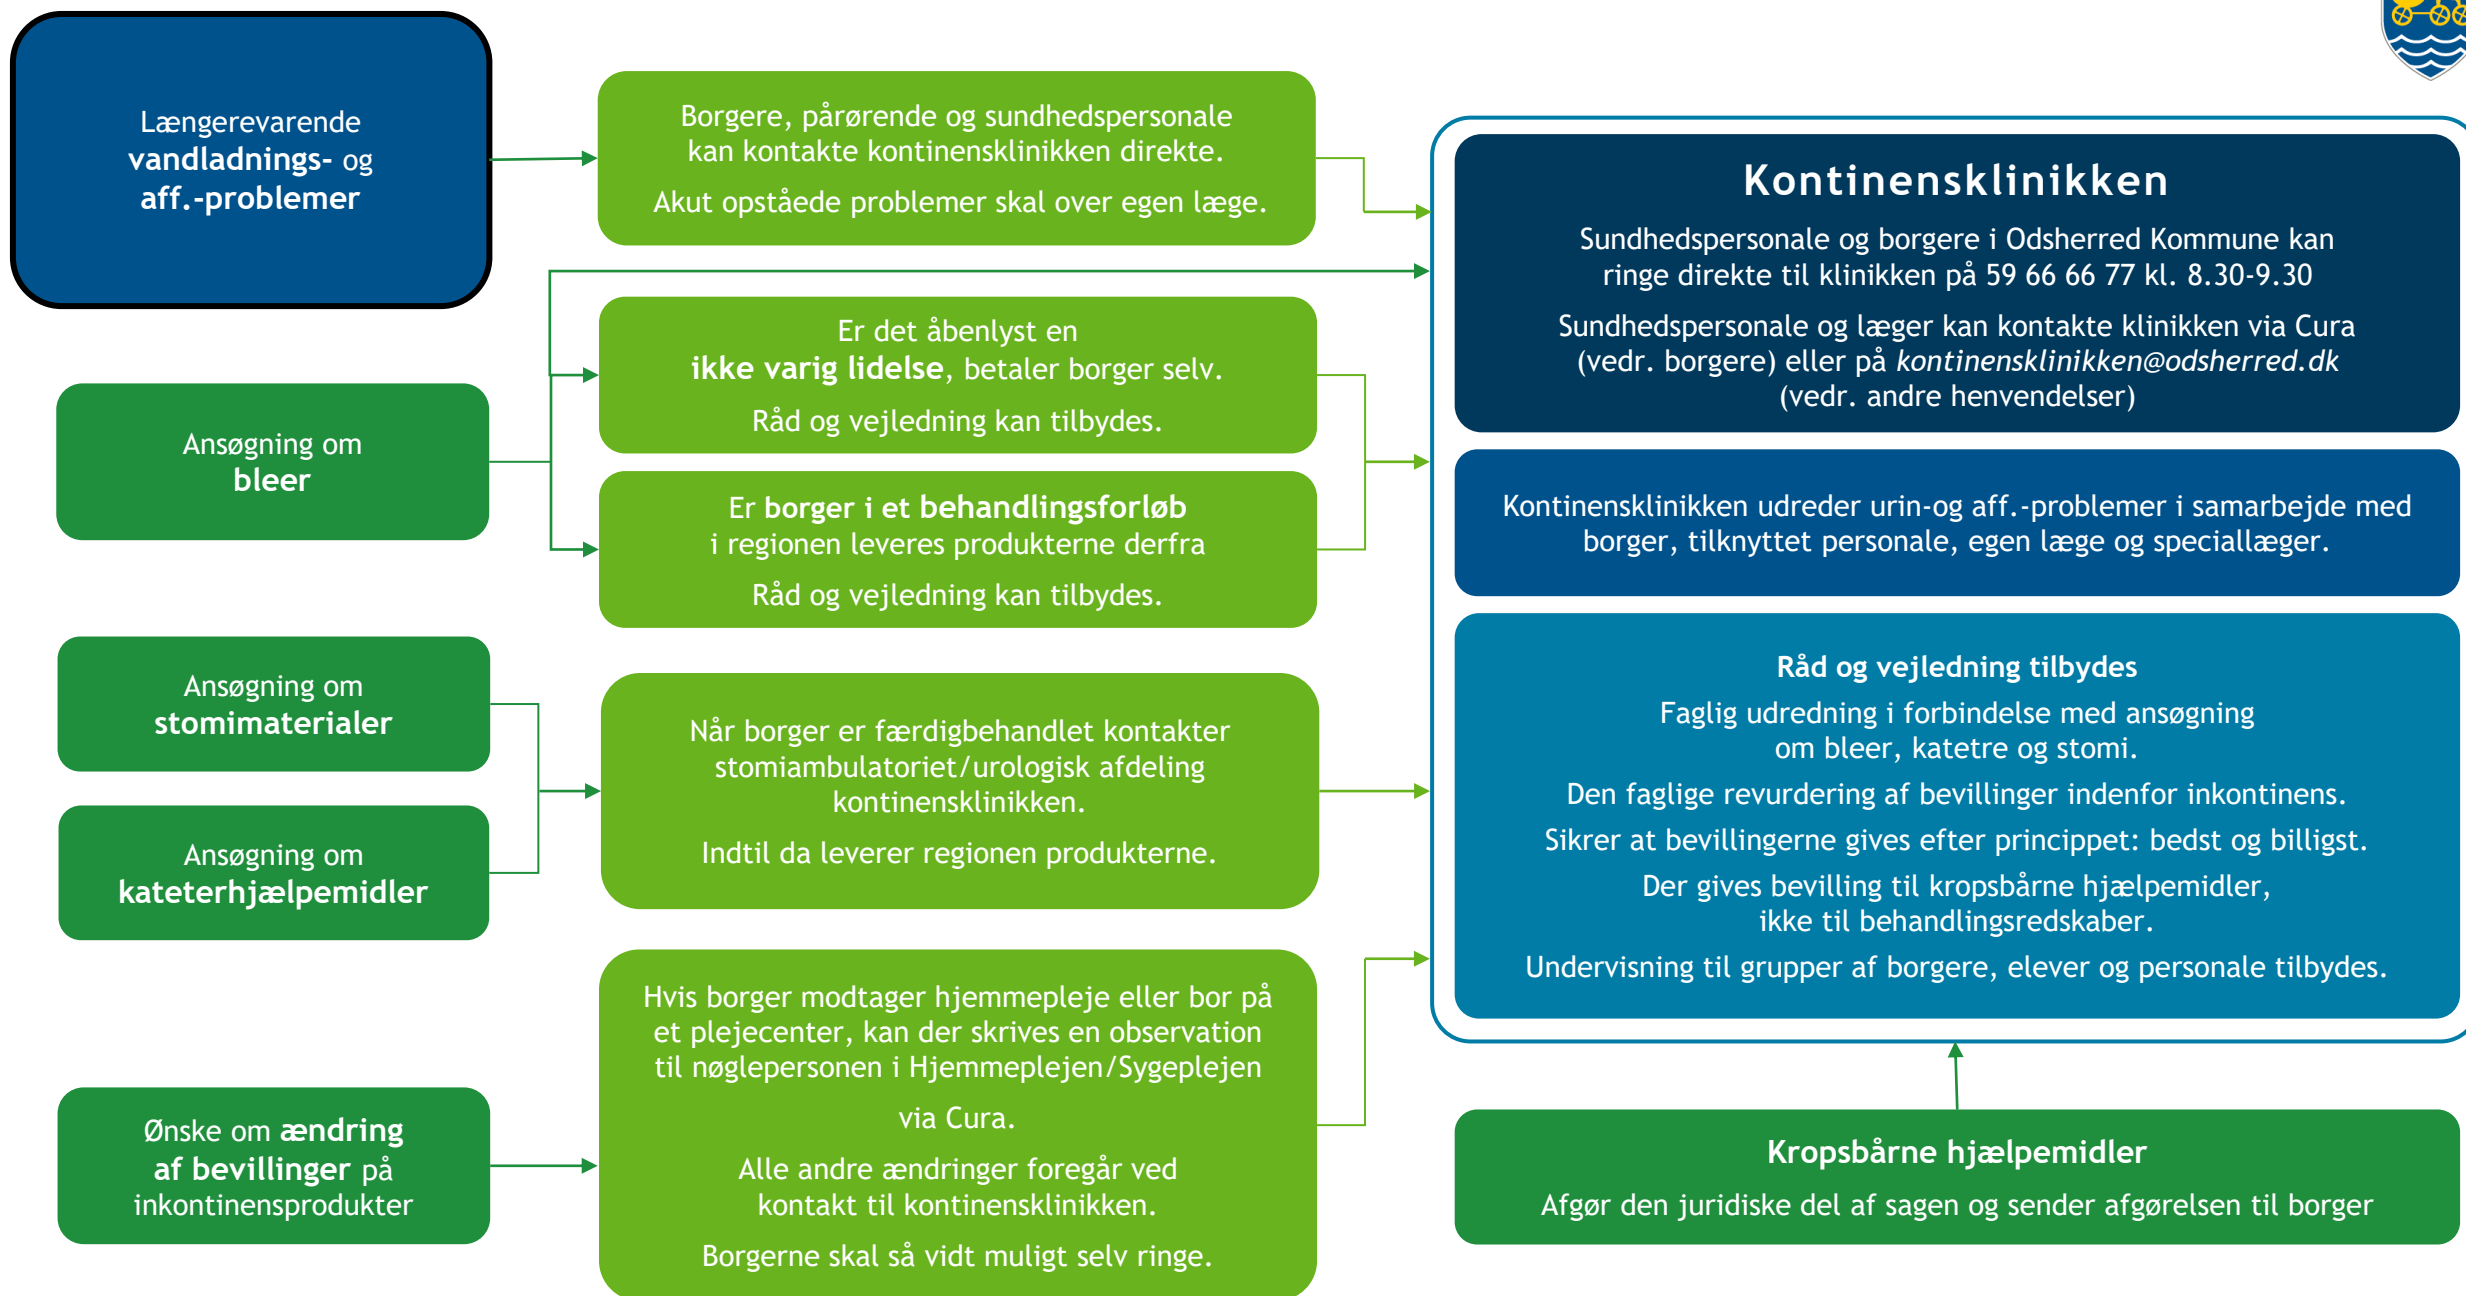 Længerevarende
vandladnings- og
aff.-problemer
Borgere, pårørende og sundhedspersonale
kan kontakte kontinensklinikken direkte.
Akut opståede problemer skal over egen læge.
Ansøgning om
bleer
Er det åbenlyst en
ikke varig lidelse, betaler borger selv.
Råd og vejledning kan tilbydes.
Er borger i et behandlingsforløb
i regionen leveres produkterne derfra
Råd og vejledning kan tilbydes.
Ansøgning om
stomimaterialer
Ansøgning om
kateterhjælpemidler
Når borger er færdigbehandlet kontakter
stomiambulatoriet/urologisk afdeling
kontinensklinikken.
Indtil da leverer regionen produkterne.
Ønske om ændring
af bevillinger på
inkontinensprodukter
Hvis borger modtager hjemmepleje eller bor på
et plejecenter, kan der skrives en observation
til nøglepersonen i Hjemmeplejen/Sygeplejen
via Cura.
Alle andre ændringer foregår ved
kontakt til kontinensklinikken.
Borgerne skal så vidt muligt selv ringe.
Kontinensklinikken
Sundhedspersonale og borgere i Odsherred Kommune kan
ringe direkte til klinikken på 59 66 66 77 kl. 8.30-9.30
Sundhedspersonale og læger kan kontakte klinikken via Cura
(vedr. borgere) eller på kontinensklinikken@odsherred.dk
(vedr. andre henvendelser)
Kontinensklinikken udreder urin-og aff.-problemer i samarbejde med
borger, tilknyttet personale, egen læge og speciallæger.
Råd og vejledning tilbydes
Faglig udredning i forbindelse med ansøgning
om bleer, katetre og stomi.
Den faglige revurdering af bevillinger indenfor inkontinens.
Sikrer at bevillingerne gives efter princippet: bedst og billigst.
Der gives bevilling til kropsbårne hjælpemidler,
ikke til behandlingsredskaber.
Undervisning til grupper af borgere, elever og personale tilbydes.
Kropsbårne hjælpemidler
Afgør den juridiske del af sagen og sender afgørelsen til borger